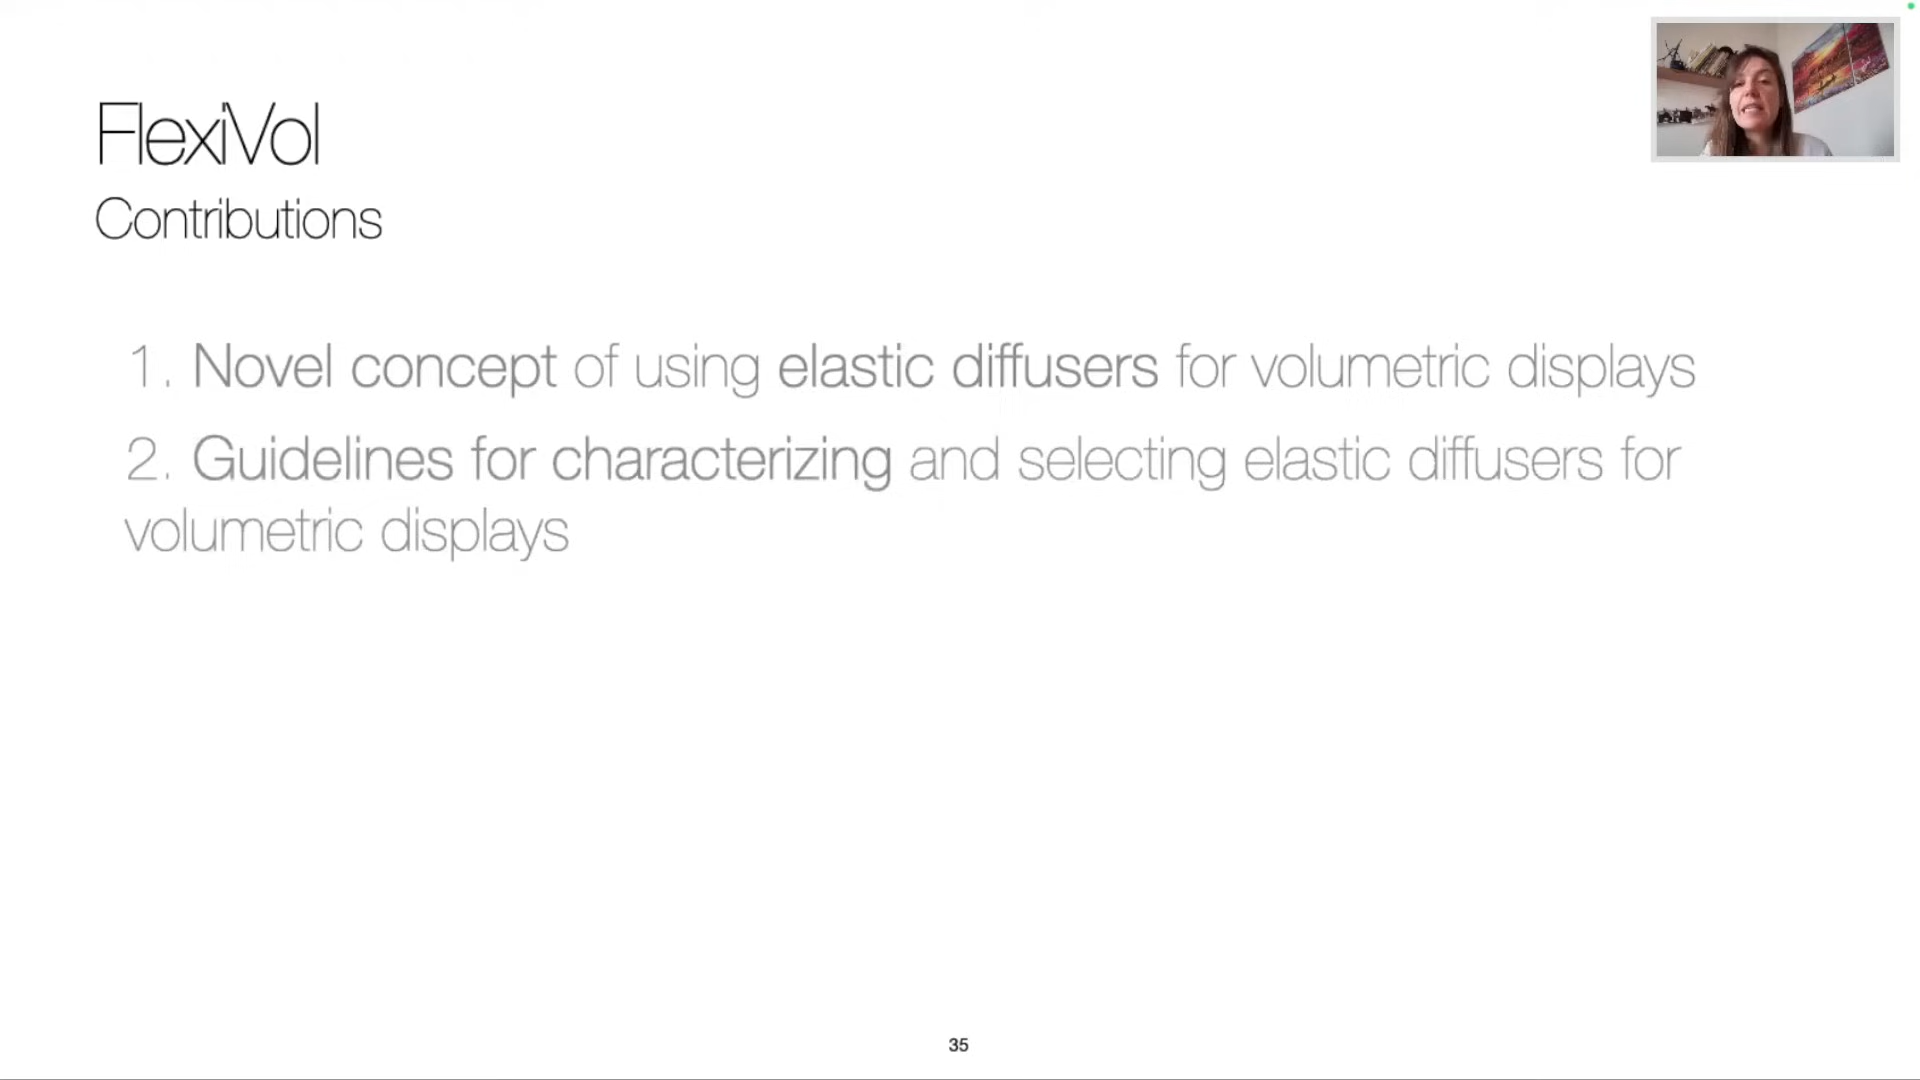 FlexiVol
Contributions
1. Novel concept of using elastic diffusers for volumetric displays
2. Guidelines for characterizing and selecting elastic diffusers for
volumetric displays
35